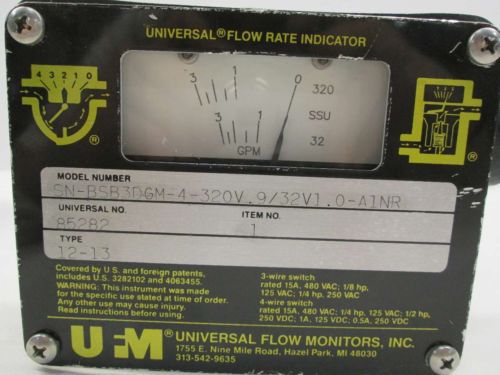 UNIVERSAL® FLOW RATE INDICATOR
4 3 2 1 0
3 1 0 320
SSU
3 1 32
GPM
®
®
MODEL NUMBER
SN-BSB3DGM-4-320V.9/32V1.0-A1NR
UNIVERSAL NO. ITEM NO.
85282 1
TYPE
12-13
Covered by U.S. and foreign patents,
includes U.S. 3282102 and 4063455.
WARNING: This instrument was made
for the specific use stated at time of order.
Any other use may cause injury.
Read instructions before using.
3-wire switch
rated 15A, 480 VAC; 1/8 hp,
125 VAC; 1/4 hp, 250 VAC
4-wire switch
rated 15A, 480 VAC; 1/4 hp, 125 VAC, 1/2 hp,
250 VDC; 1A, 125 VDC; 0.5A, 250 VDC
UFM® UNIVERSAL FLOW MONITORS, INC.
1755 E. Nine Mile Road, Hazel Park, MI 48030
313-542-9635